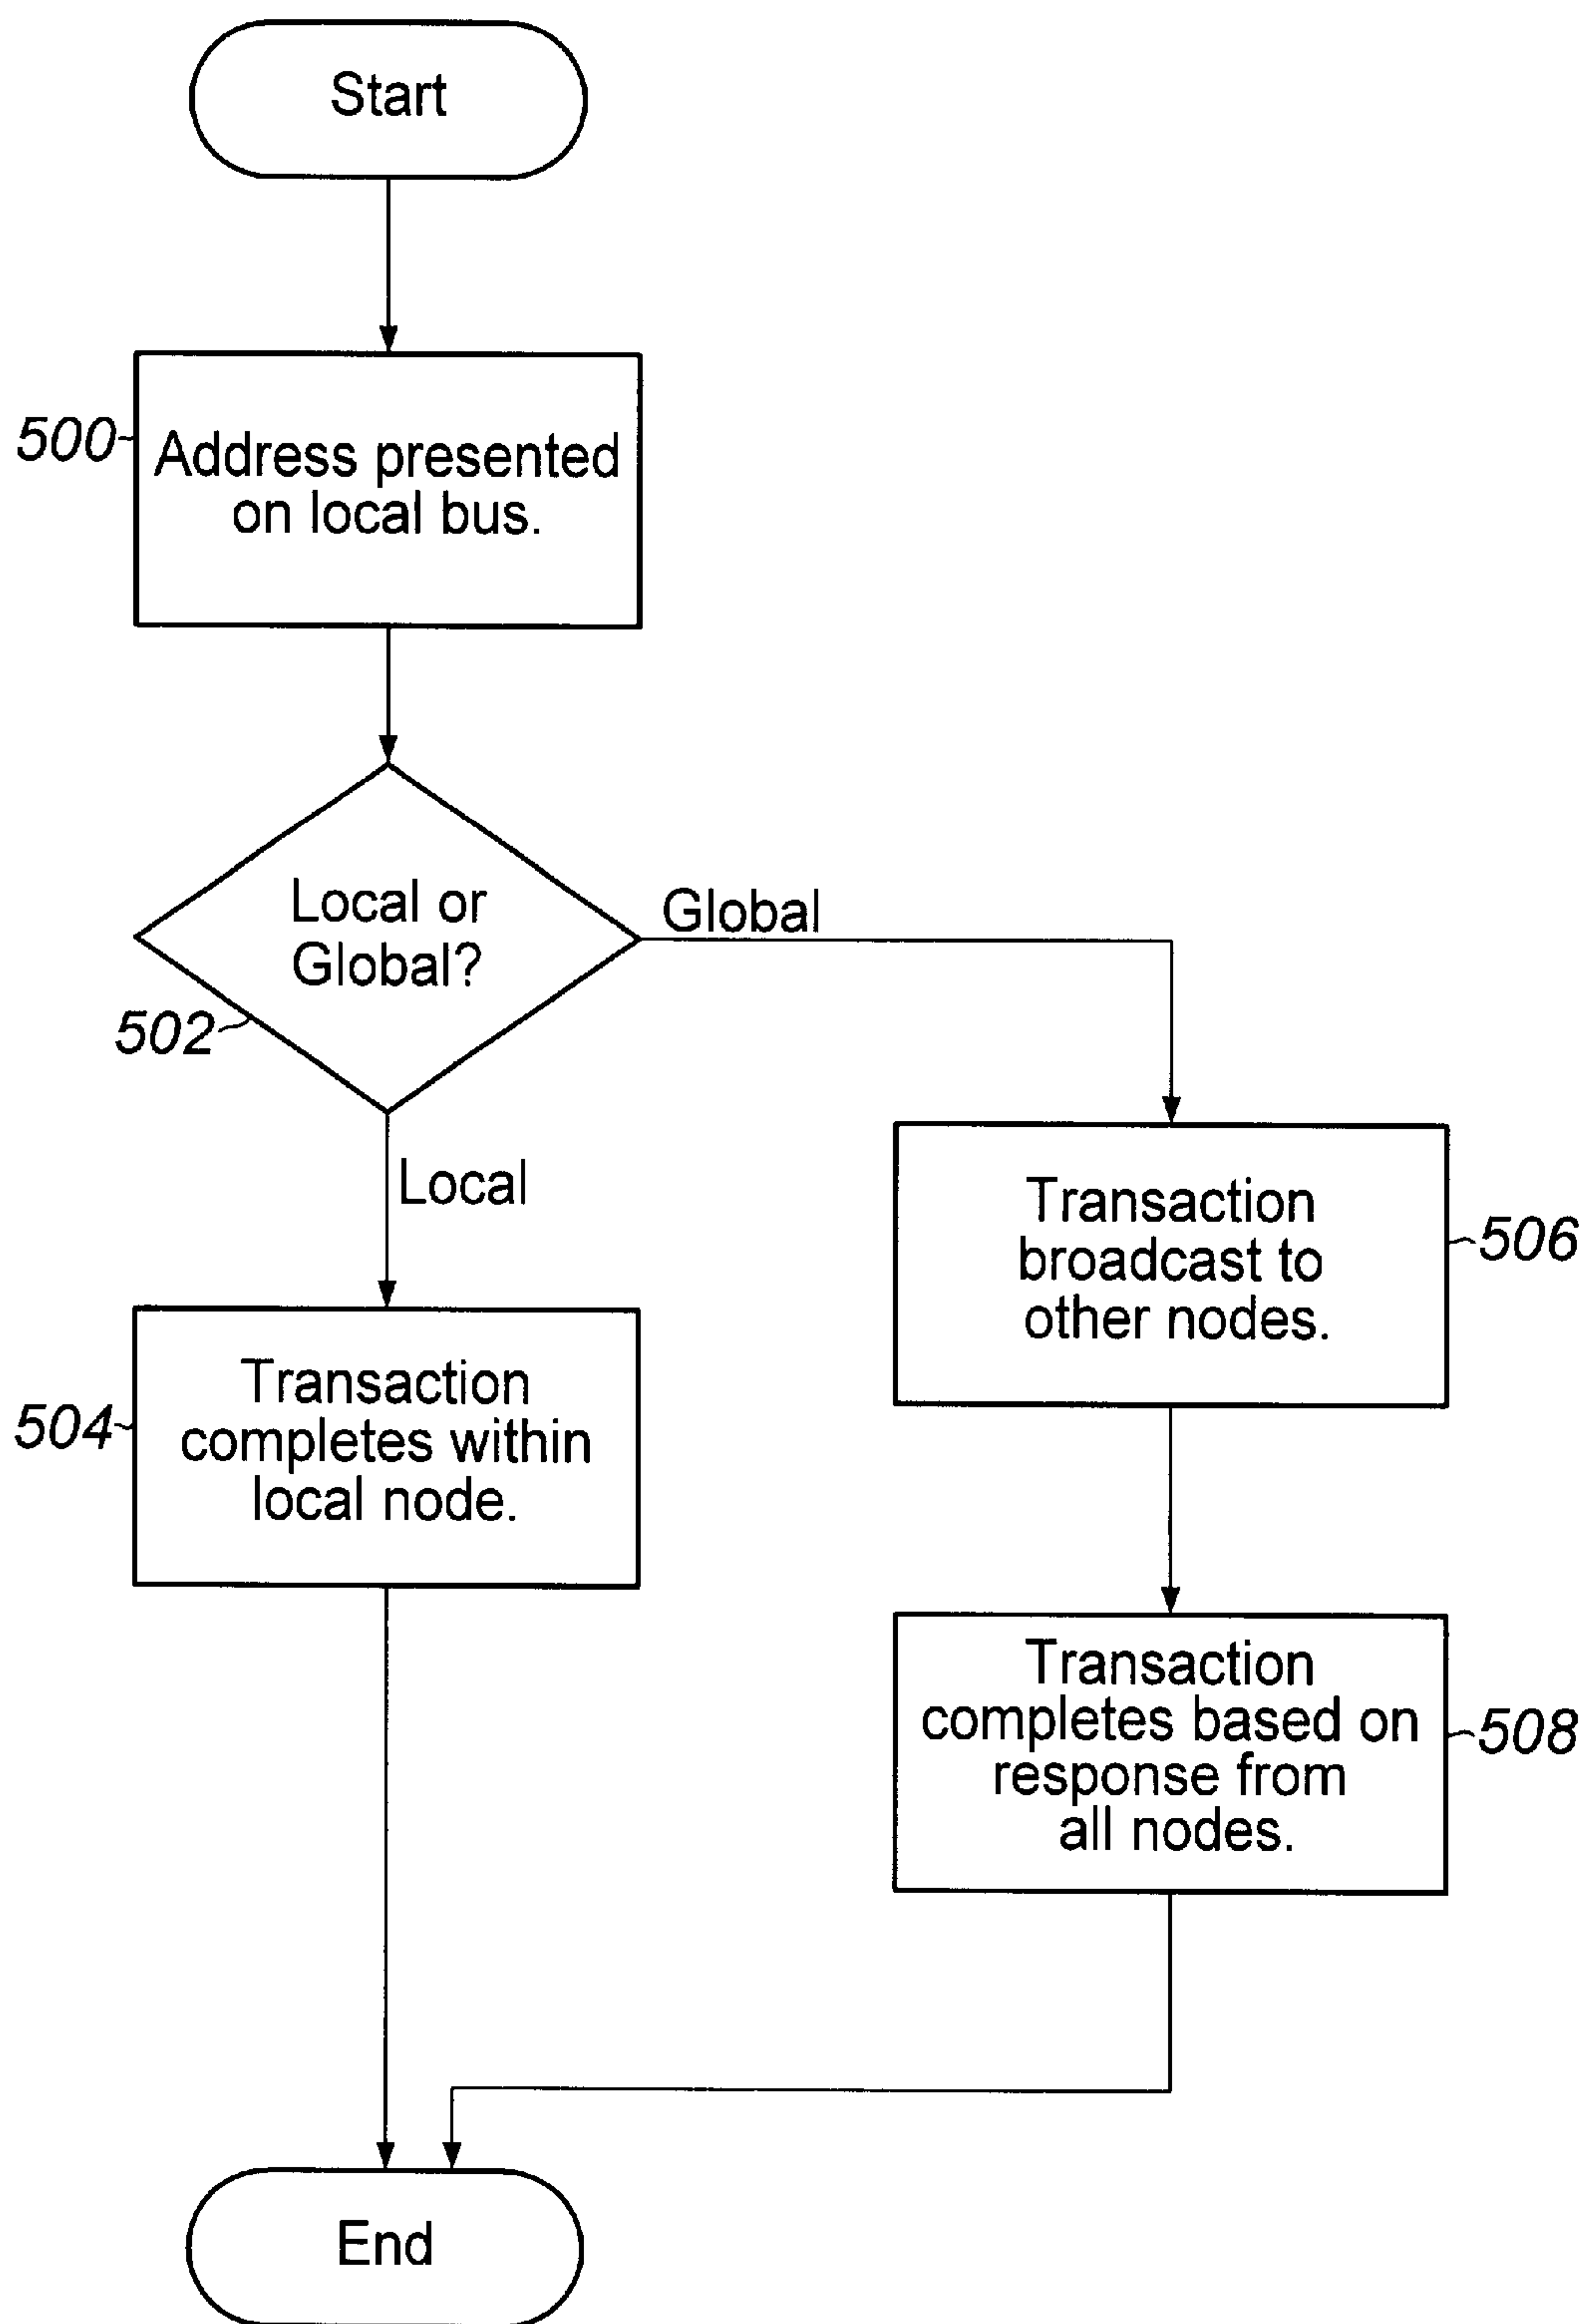 Start
500
Address presented
on local bus.
Local or
Global?
Global
502
Local
Transaction
broadcast to
other nodes.
506
504
Transaction
completes within
local node.
Transaction
completes based on
response from
all nodes.
508
End